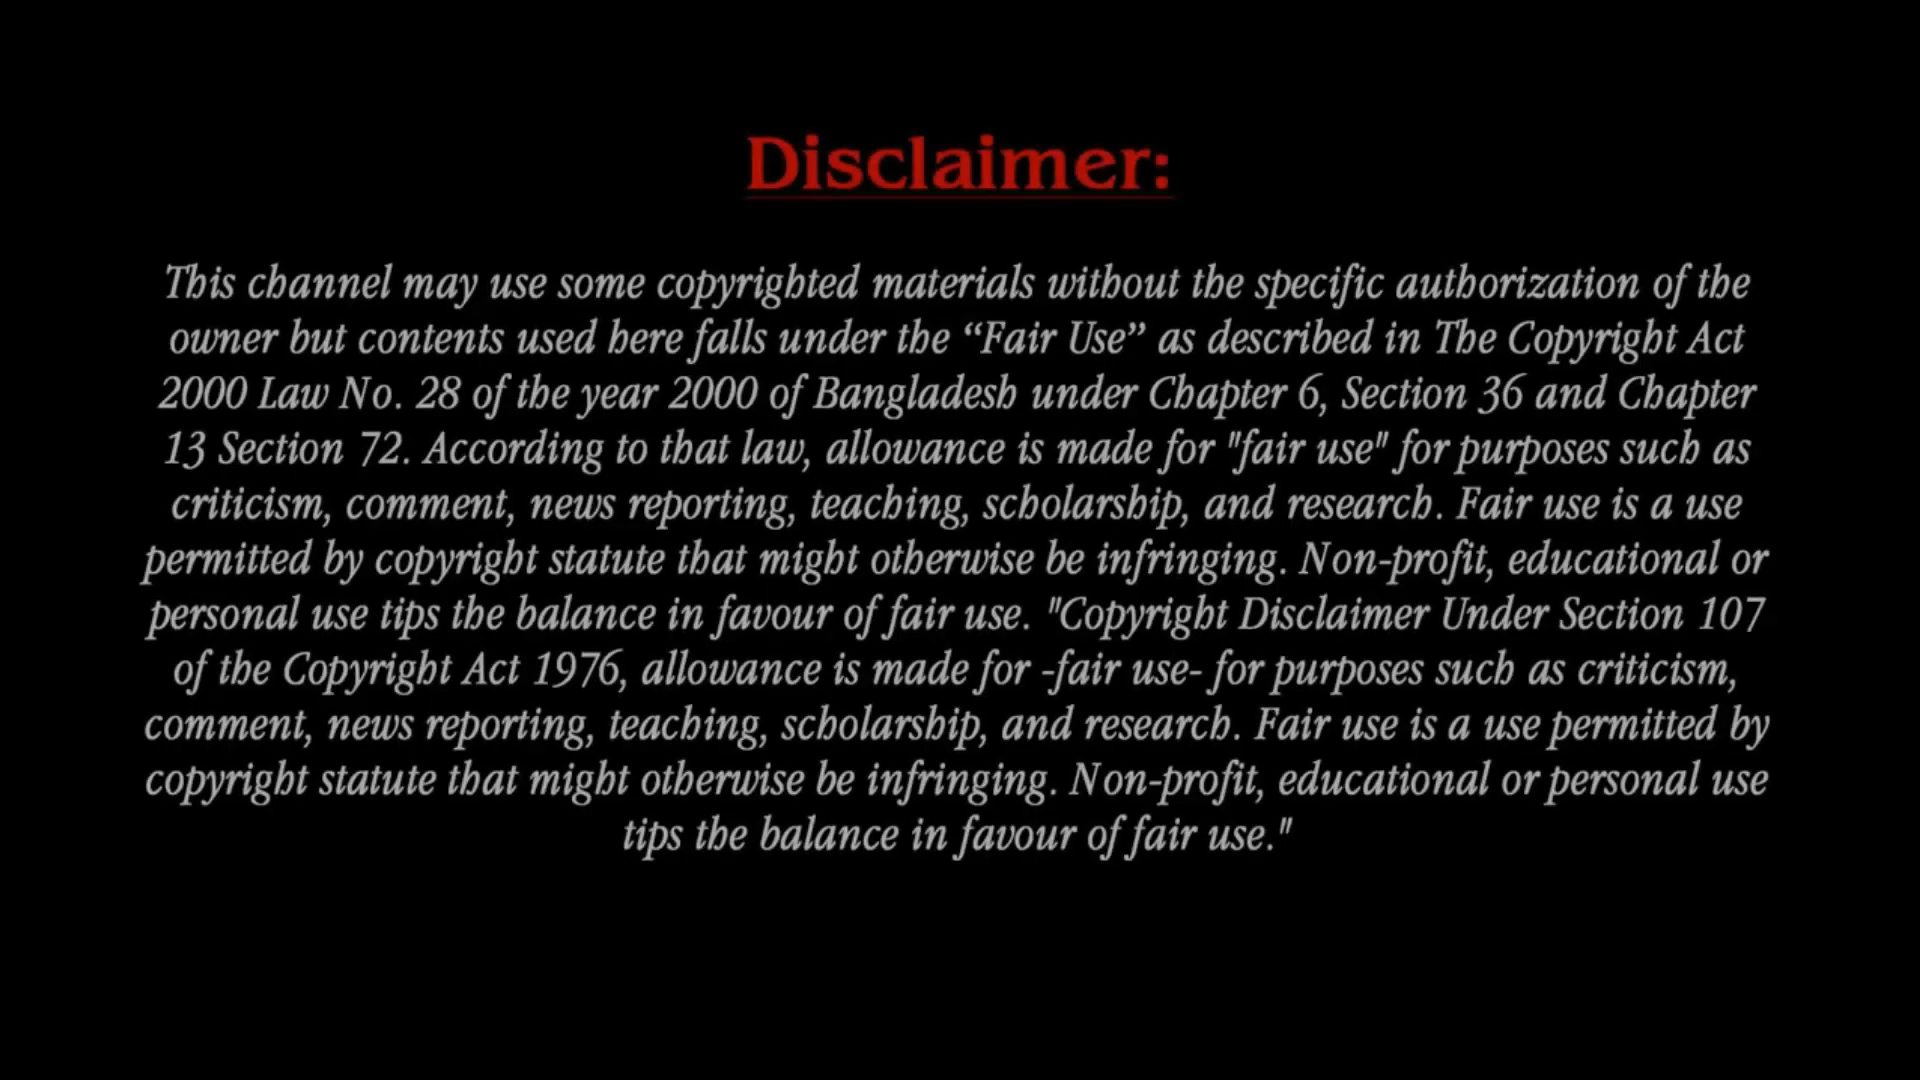 Disclaimer:
This channel may use some copyrighted materials without the specific authorization of the
owner but contents used here falls under the “Fair Use” as described in The Copyright Act
2000 Law No. 28 of the year 2000 of Bangladesh under Chapter 6, Section 36 and Chapter
13 Section 72. According to that law, allowance is made for "fair use" for purposes such as
criticism, comment, news reporting, teaching, scholarship, and research. Fair use is a use
permitted by copyright statute that might otherwise be infringing. Non-profit, educational or
personal use tips the balance in favour of fair use. "Copyright Disclaimer Under Section 107
of the Copyright Act 1976, allowance is made for -fair use- for purposes such as criticism,
comment, news reporting, teaching, scholarship, and research. Fair use is a use permitted by
copyright statute that might otherwise be infringing. Non-profit, educational or personal use
tips the balance in favour of fair use."